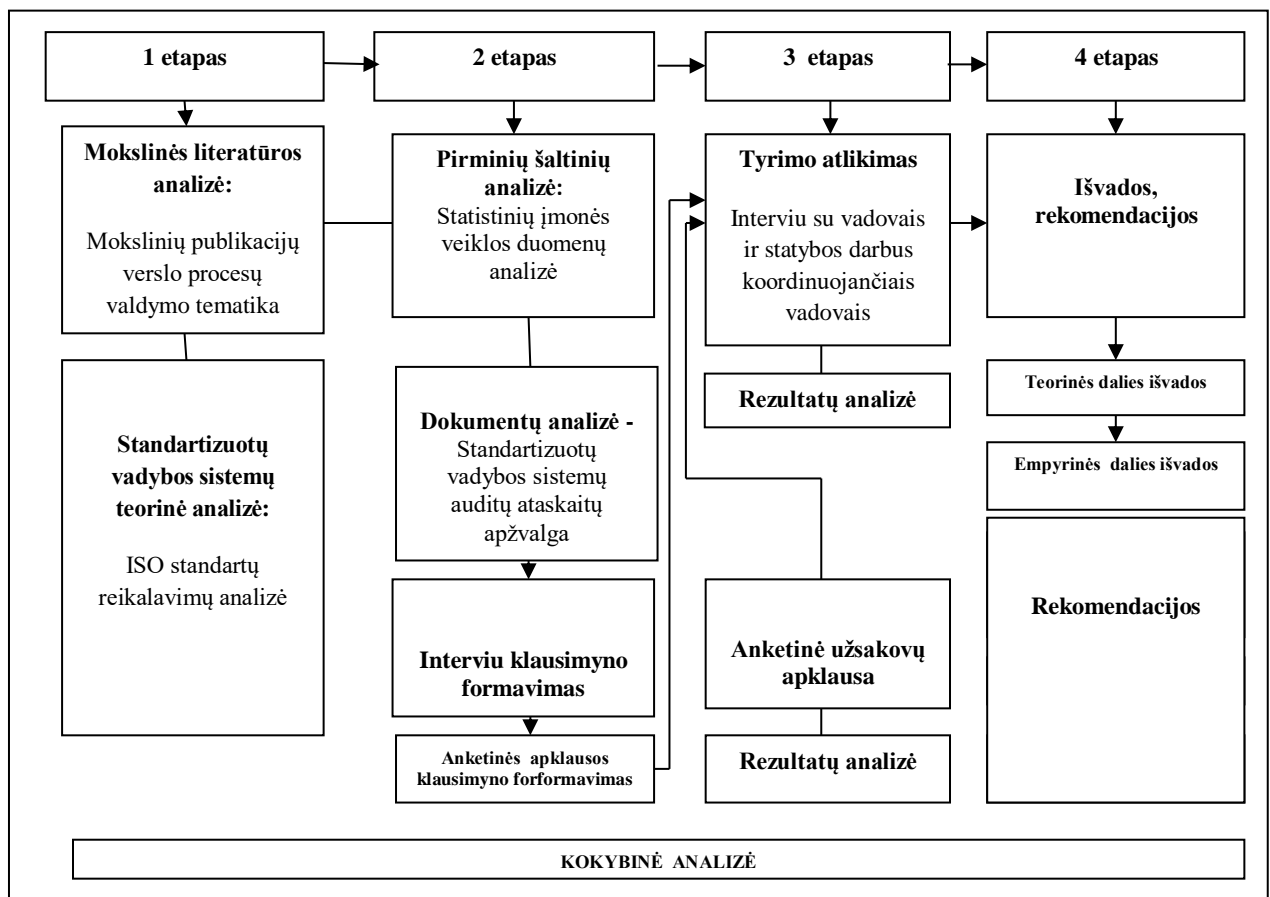 1 etapas
2 etapas
3 etapas
4 etapas
Mokslinės literatūros
analizė:
Mokslinių publikacijų
verslo procesų
valdymo tematika
Standartizuotų
vadybos sistemų
teorinė analizė:
ISO standartų
reikalavimų analizė
Pirminių šaltinių
analizė:
Statistinių įmonės
veiklos duomenų
analizė
Dokumentų analizė -
Standartizuotų
vadybos sistemų
auditų ataskaitų
apžvalga
Interviu klausimyno
formavimas
Anketinės apklausos
klausimyno forformavimas
Tyrimo atlikimas
Interviu su vadovais
ir statybos darbus
koordinuojančiais
vadovais
Rezultatų analizė
Anketinė užsakovų
apklausa
Rezultatų analizė
Išvados,
rekomendacijos
Teorinės dalies išvados
Empyrinės dalies išvados
Rekomendacijos
KOKYBINĖ ANALIZĖ